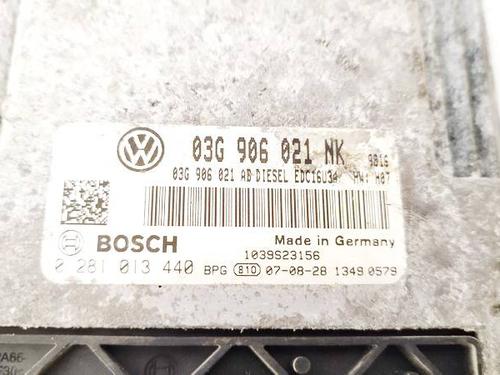 03G 906 021 NK 9816
03G 906 021 AB DIESEL EDC16U34 HW: H07
BOSCH
Made in Germany
1039S23156
0 281 013 440 BPG 810 07-08-28 1349 0579